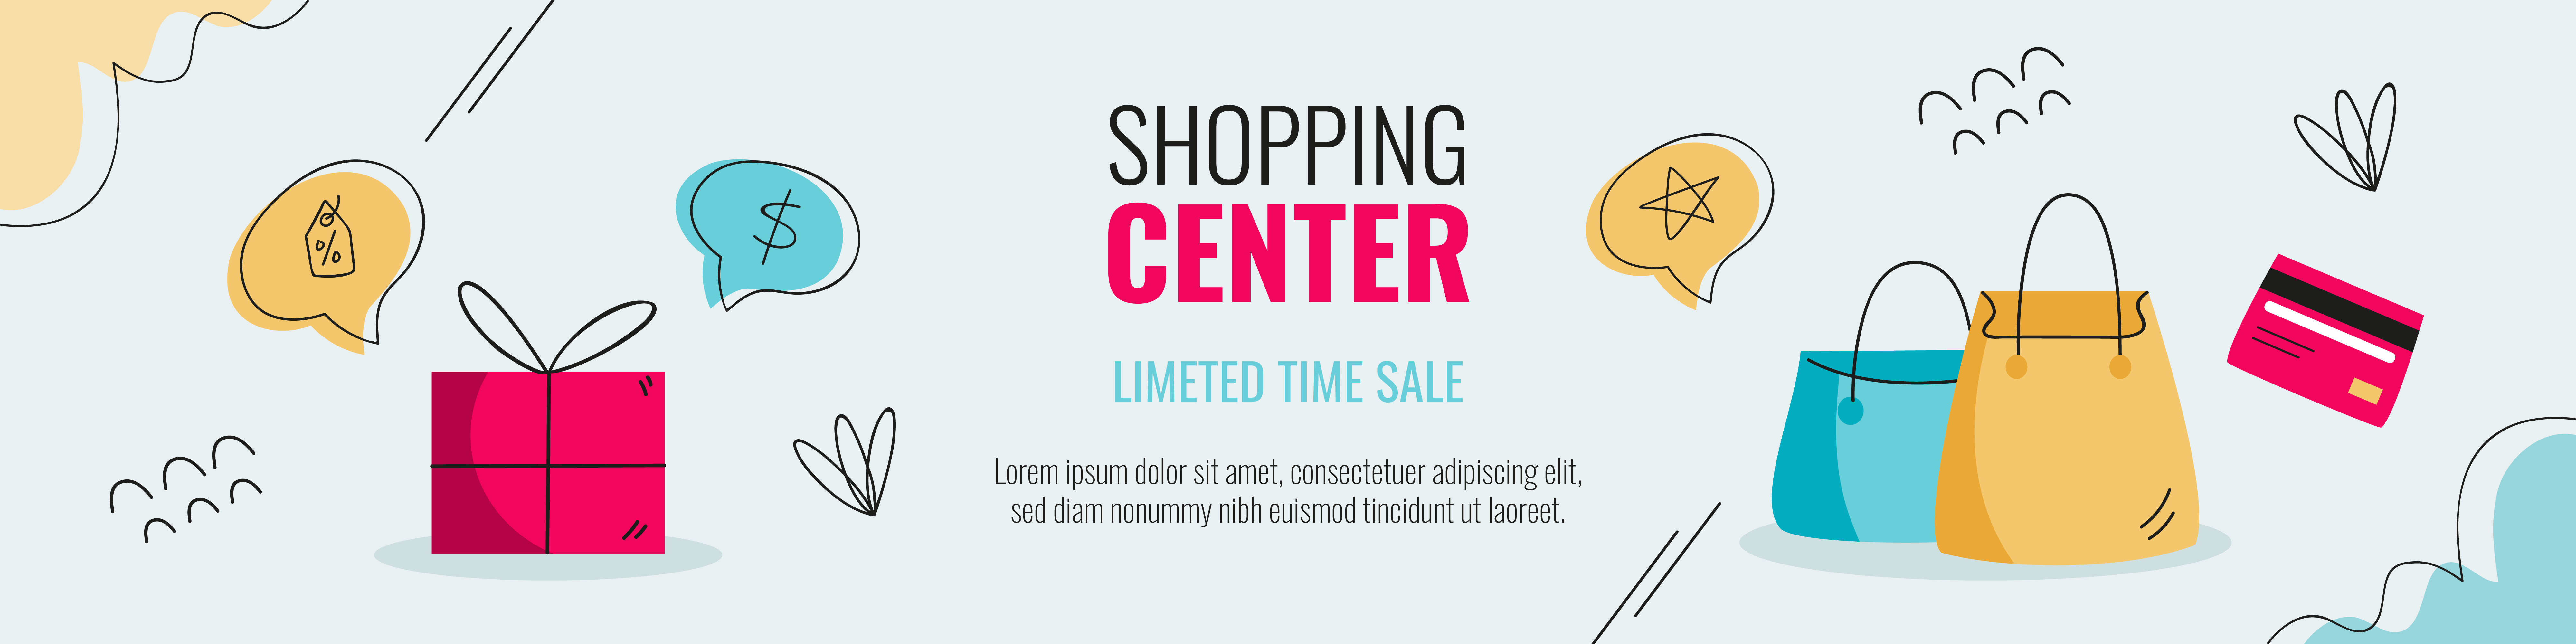 %
$
SHOPPING
CENTER
LIMETED TIME SALE
Lorem ipsum dolor sit amet, consectetuer adipiscing elit,
sed diam nonummy nibh euismod tincidunt ut laoreet.